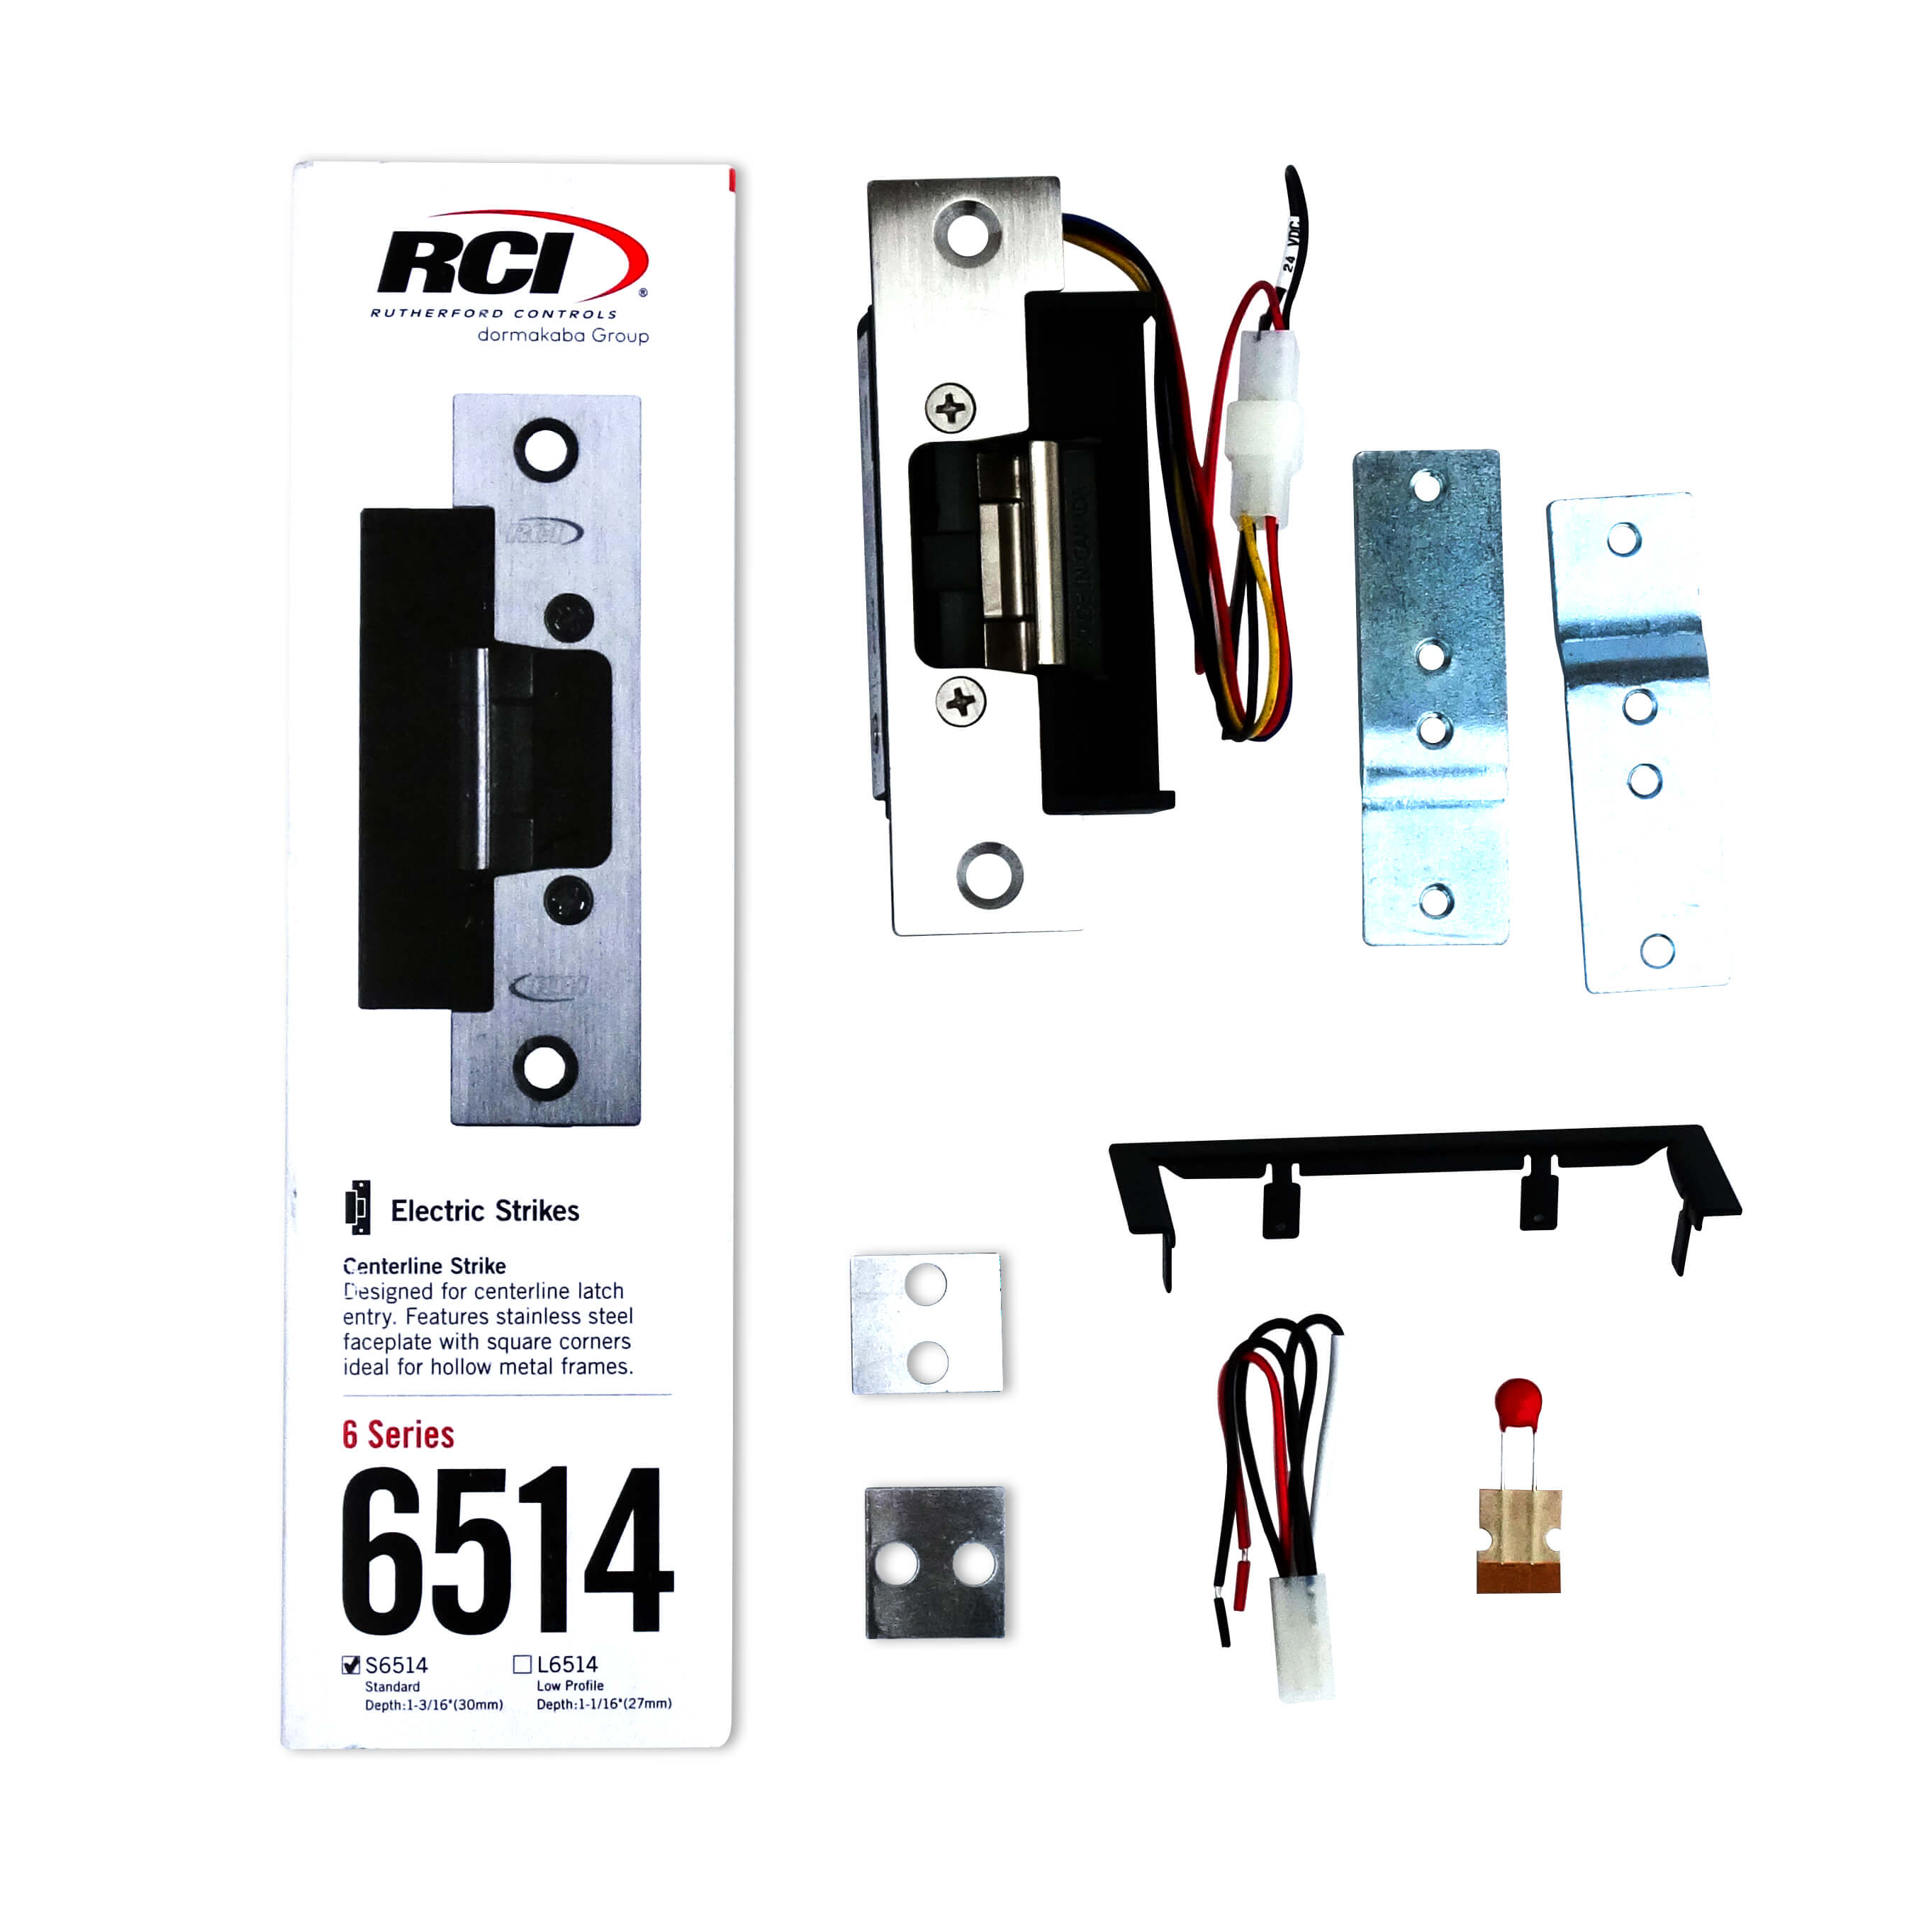 RCI®
RUTHERFORD CONTROLS
dormakaba Group
RCI
Electric Strikes
Centerline Strike
Designed for centerline latch
entry. Features stainless steel
faceplate with square corners
ideal for hollow metal frames.
6 Series
6514
S6514
Standard
Depth:1-3/16"(30mm)
L6514
Low Profile
Depth:1-1/16"(27mm)
24 VDC